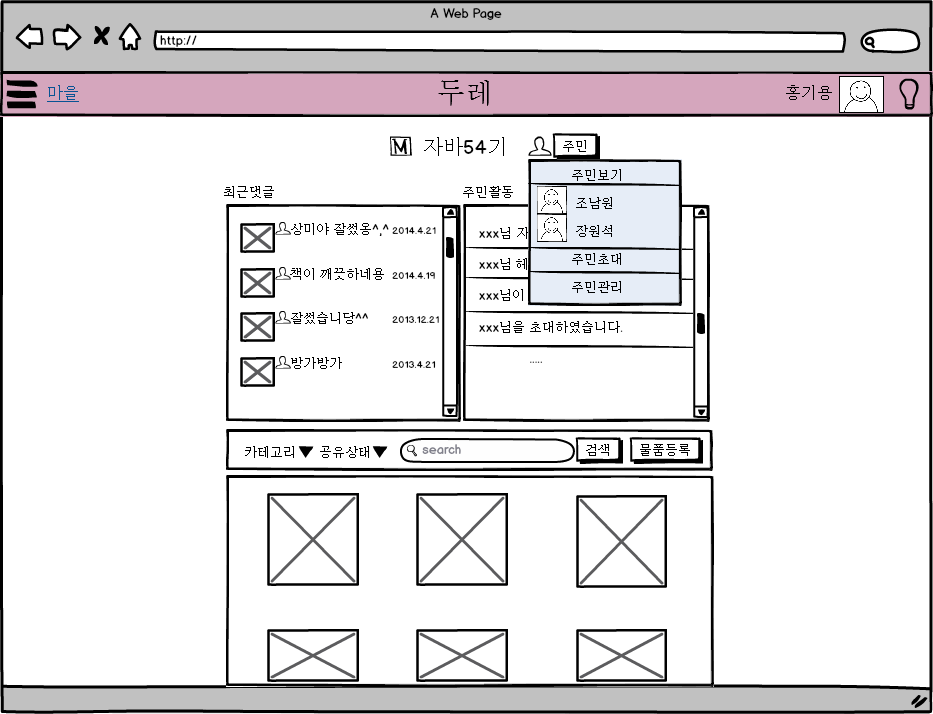 A Web Page
http://
마을
두레
홍기용
M 자바54기
주민
주민보기
조남원
장원석
주민초대
주민관리
최근댓글
상미야 잘썼옹^,^ 2014.4.21
책이 깨끗하네용 2014.4.19
잘썼습니당^^ 2013.12.21
방가방가 2013.4.21
주민활동
xxx님 자
xxx님 혜
xxx님이
xxx님을 초대하였습니다.
.....
카테고리▼ 공유상태▼ search 검색 물품등록